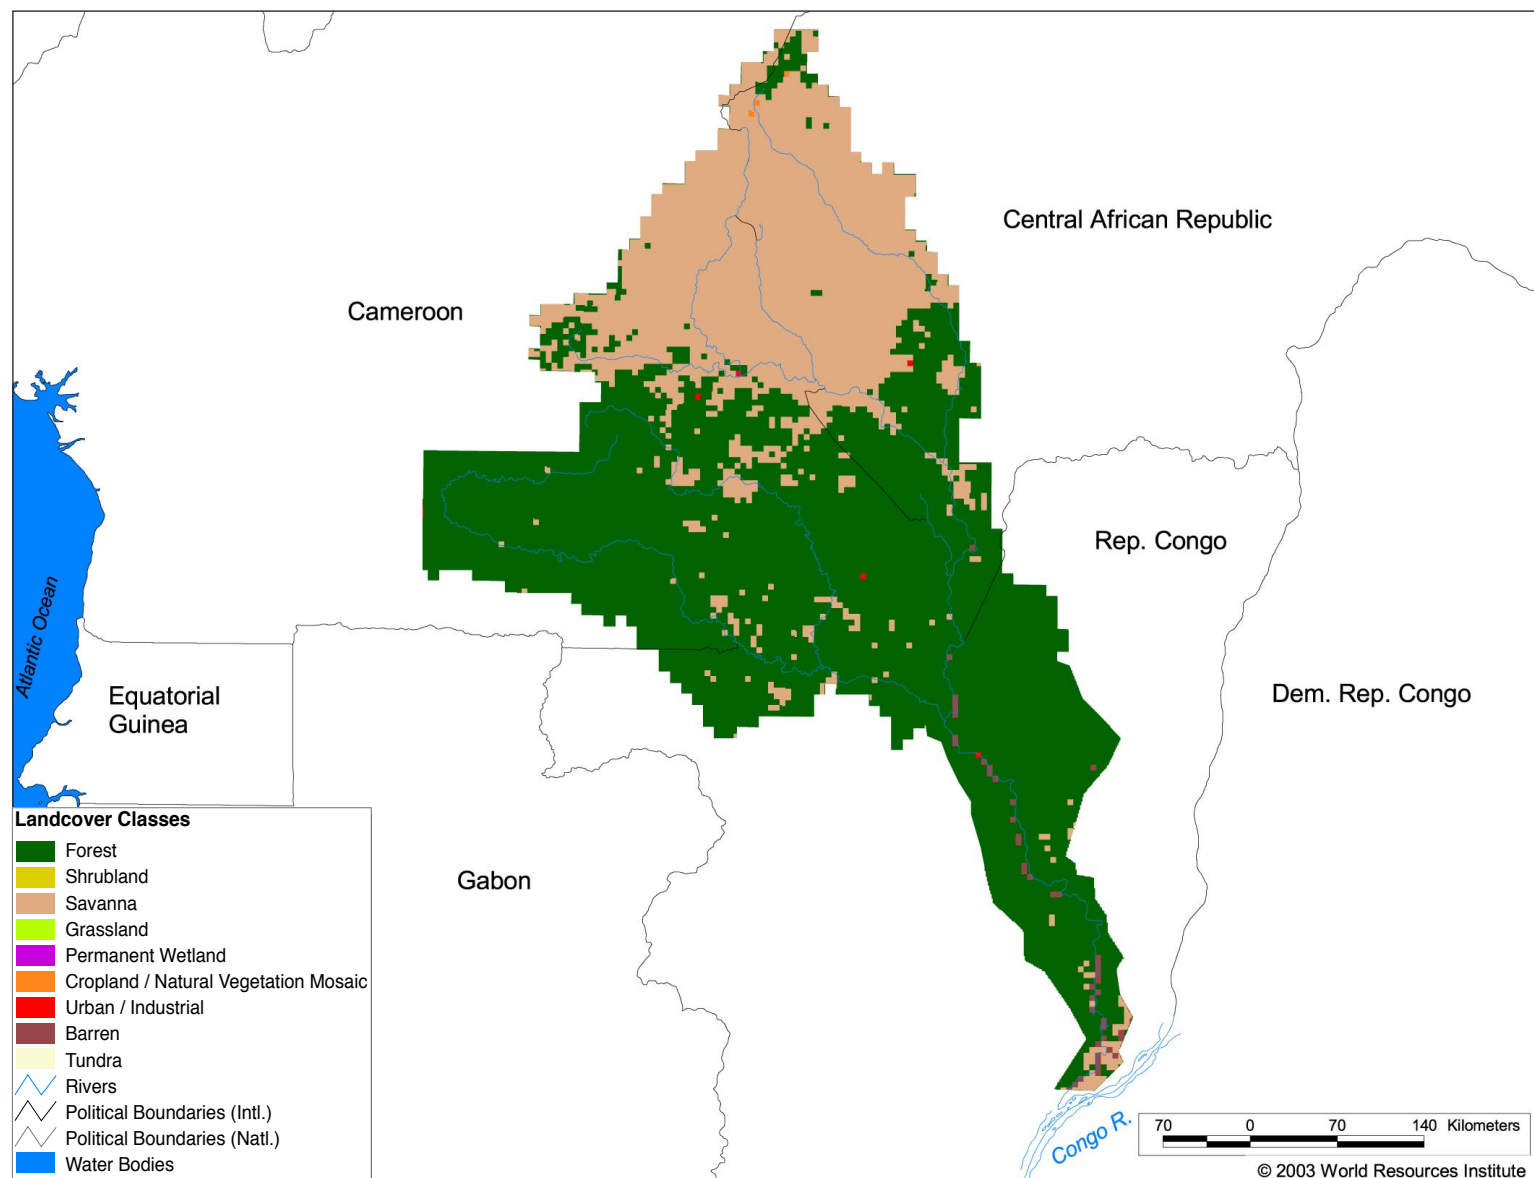 Central African Republic
Cameroon
Rep. Congo
Atlantic Ocean
Equatorial
Guinea
Dem. Rep. Congo
Gabon
Landcover Classes
Forest
Shrubland
Savanna
Grassland
Permanent Wetland
Cropland / Natural Vegetation Mosaic
Urban / Industrial
Barren
Tundra
Rivers
Political Boundaries (Intl.)
Political Boundaries (Natl.)
Water Bodies
Congo R.
70 0 70 140 Kilometers
© 2003 World Resources Institute